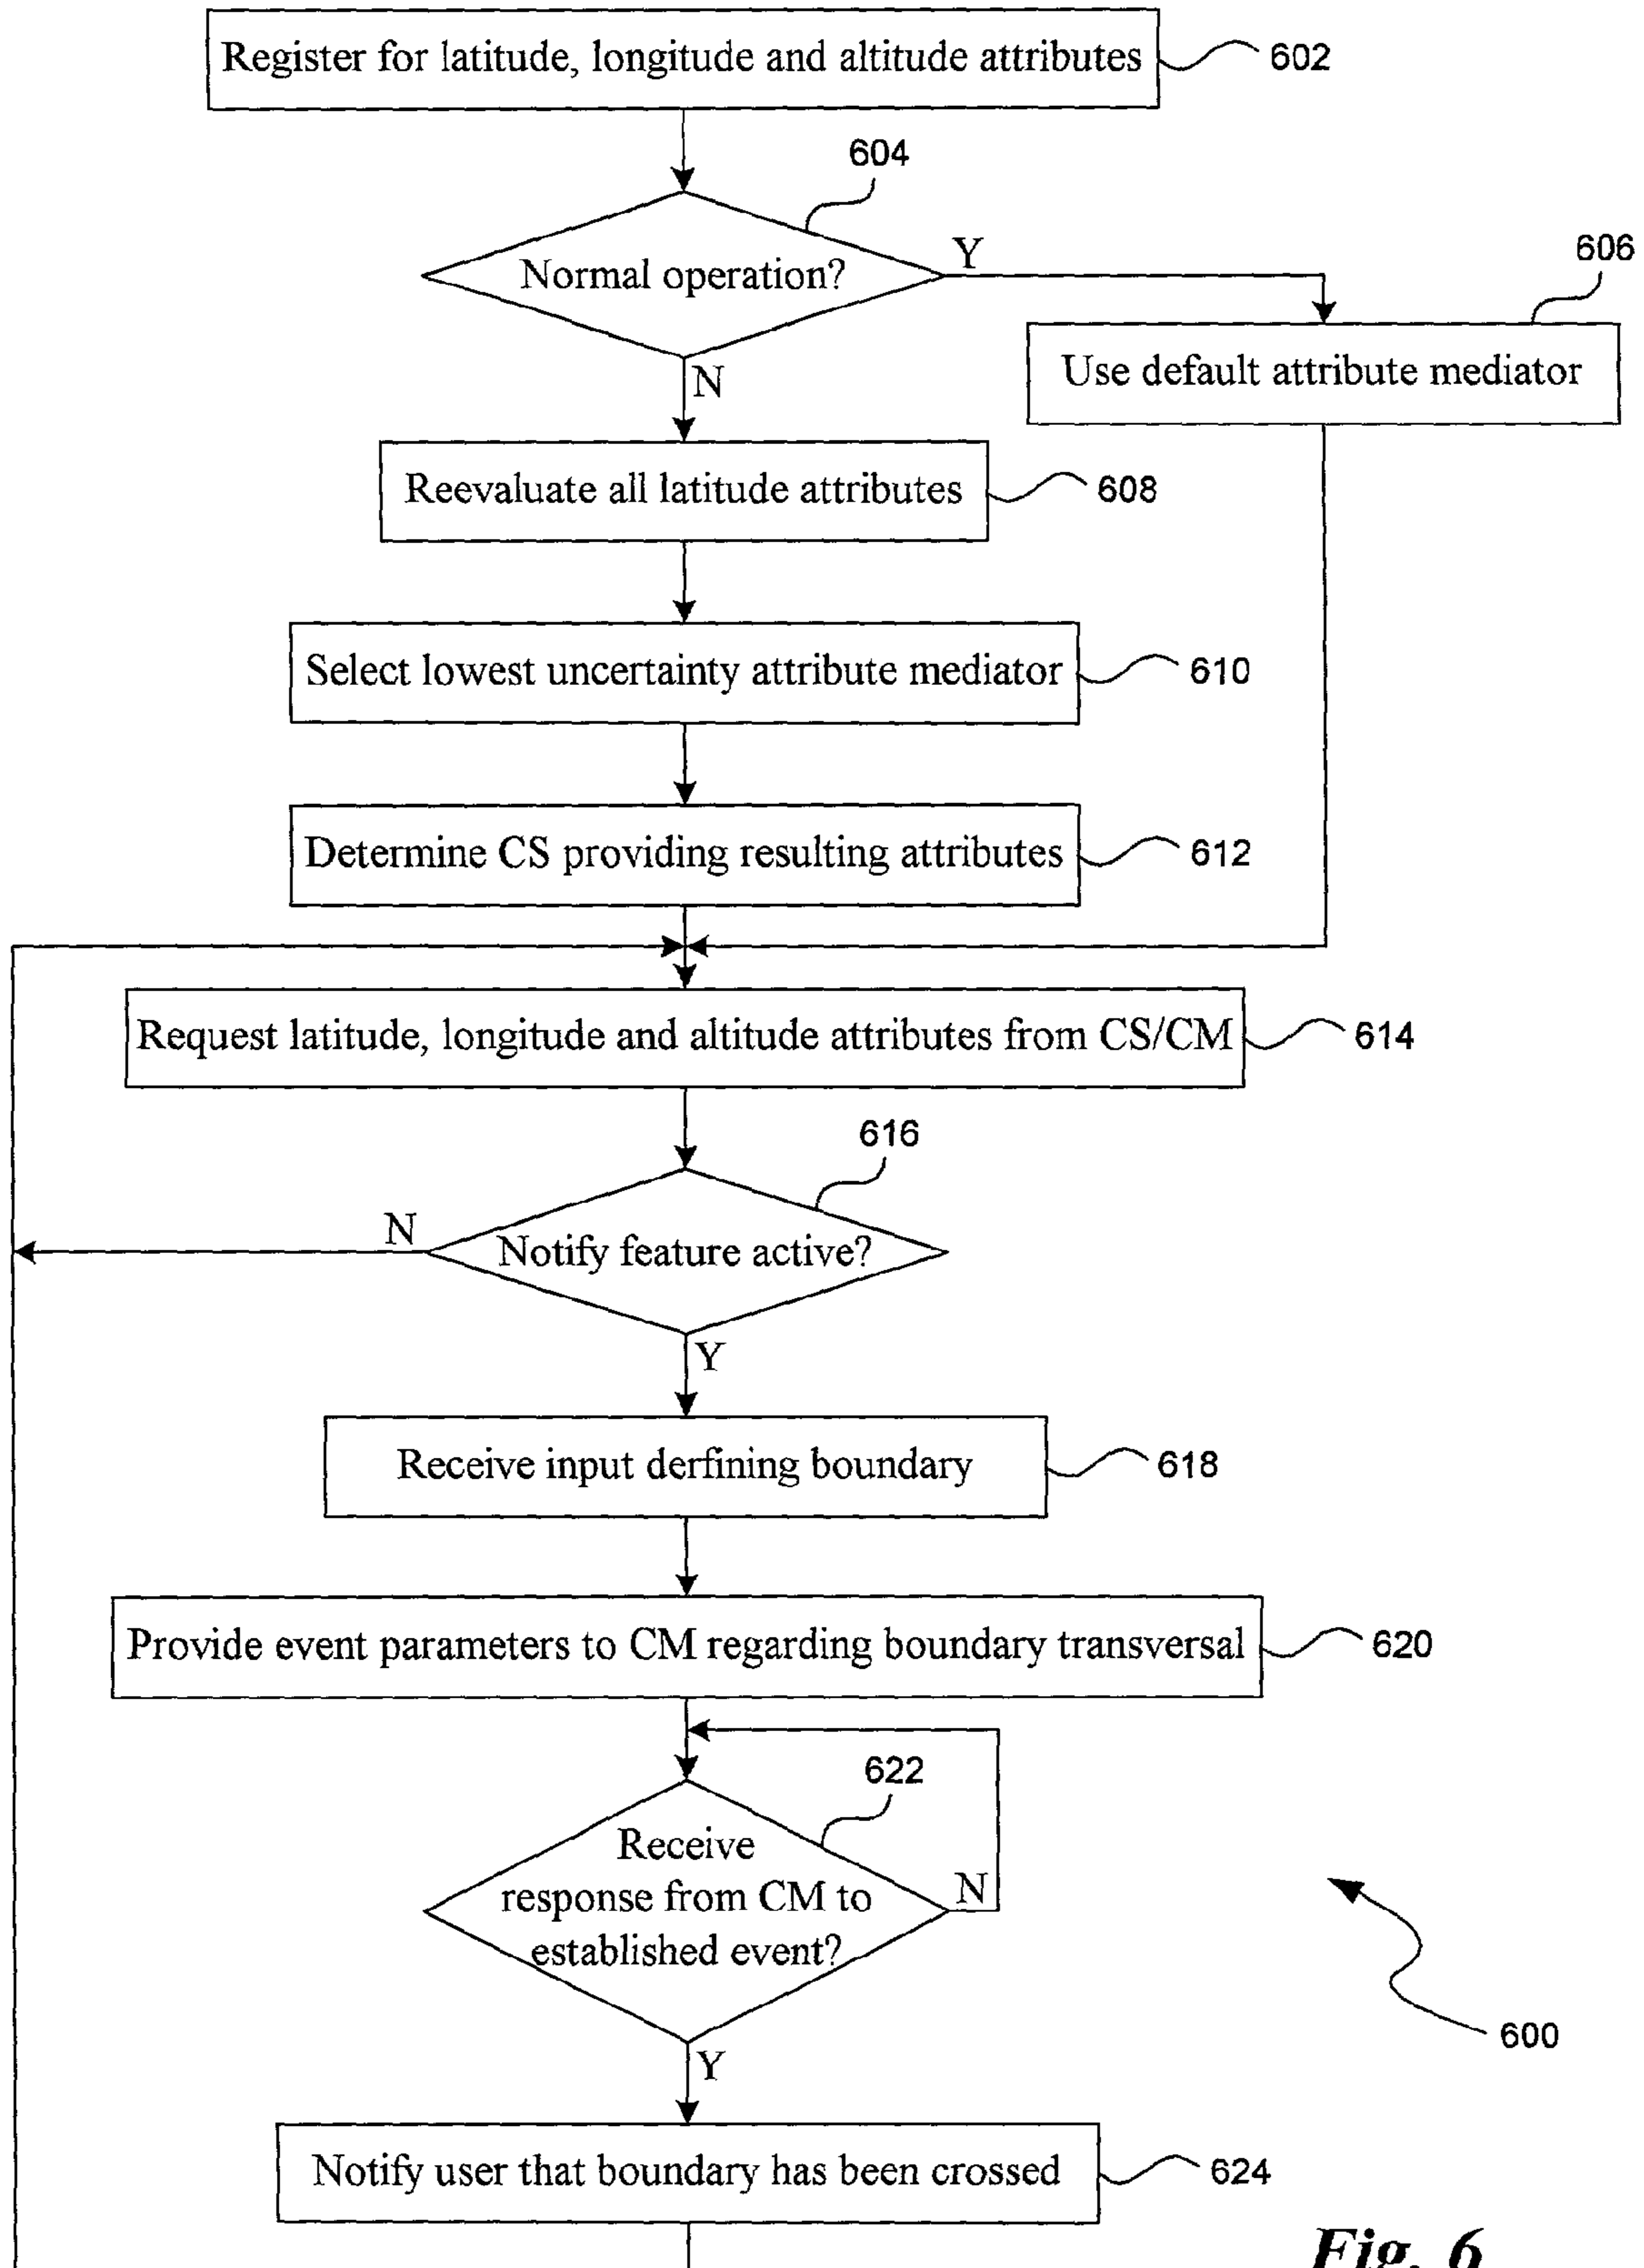 Register for latitude, longitude and altitude attributes
602
604
Normal operation?
Y
606
Use default attribute mediator
N
Reevaluate all latitude attributes
608
Select lowest uncertainty attribute mediator
610
Determine CS providing resulting attributes
612
Request latitude, longitude and altitude attributes from CS/CM
614
616
N
Notify feature active?
Y
Receive input derfining boundary
618
Provide event parameters to CM regarding boundary transversal
620
622
Receive
response from CM to
established event?
N
600
Y
Notify user that boundary has been crossed
624
Fig. 6